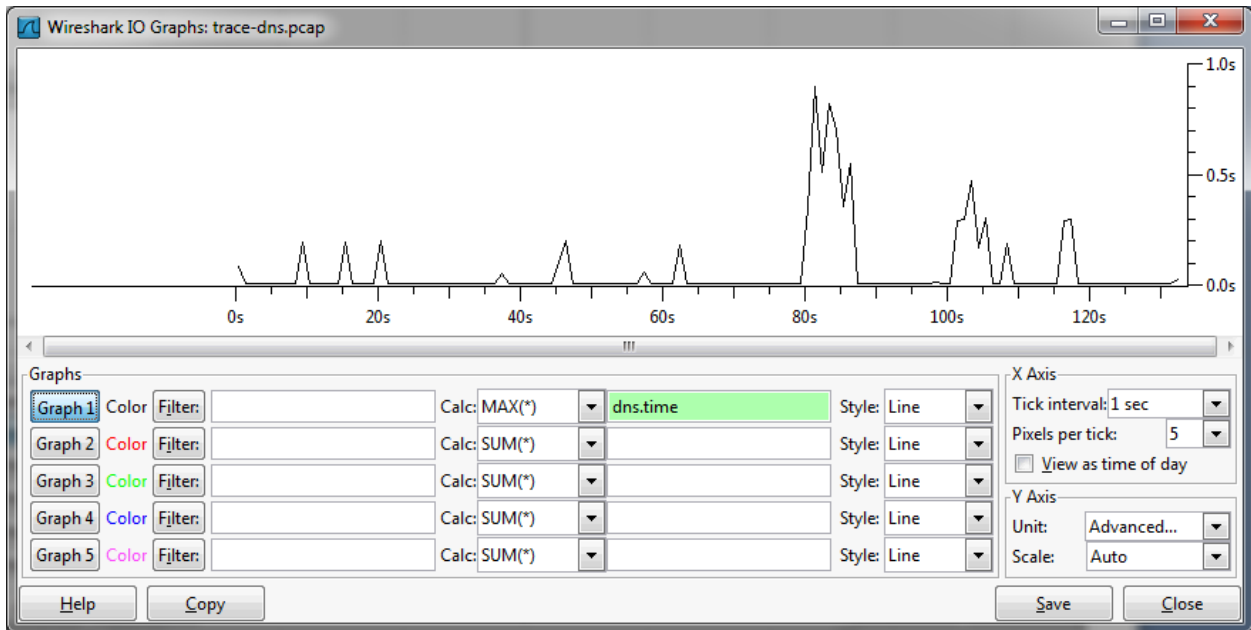 Wireshark IO Graphs: trace-dns.pcap
1.0s
0.5s
0.0s
0s 20s 40s 60s 80s 100s 120s
Graphs
Graph 1 Color Filter: Calc: MAX(*) dns.time Style: Line
Graph 2 Color Filter: Calc: SUM(*) Style: Line
Graph 3 Color Filter: Calc: SUM(*) Style: Line
Graph 4 Color Filter: Calc: SUM(*) Style: Line
Graph 5 Color Filter: Calc: SUM(*) Style: Line
X Axis
Tick interval: 1 sec
Pixels per tick: 5
View as time of day
Y Axis
Unit: Advanced...
Scale: Auto
Help Copy Save Close